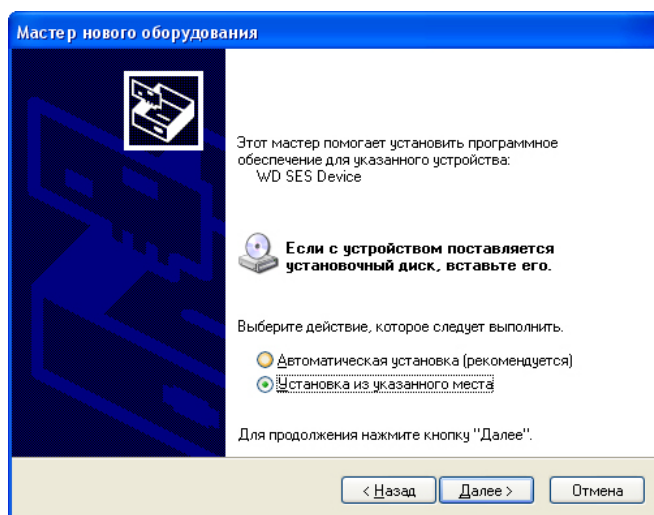 Мастер нового оборудования
Этот мастер помогает установить программное
обеспечение для указанного устройства:
WD SES Device
Если с устройством поставляется
установочный диск, вставьте его.
Выберите действие, которое следует выполнить.
Автоматическая установка (рекомендуется)
Установка из указанного места
Для продолжения нажмите кнопку "Далее".
< Назад
Далее >
Отмена